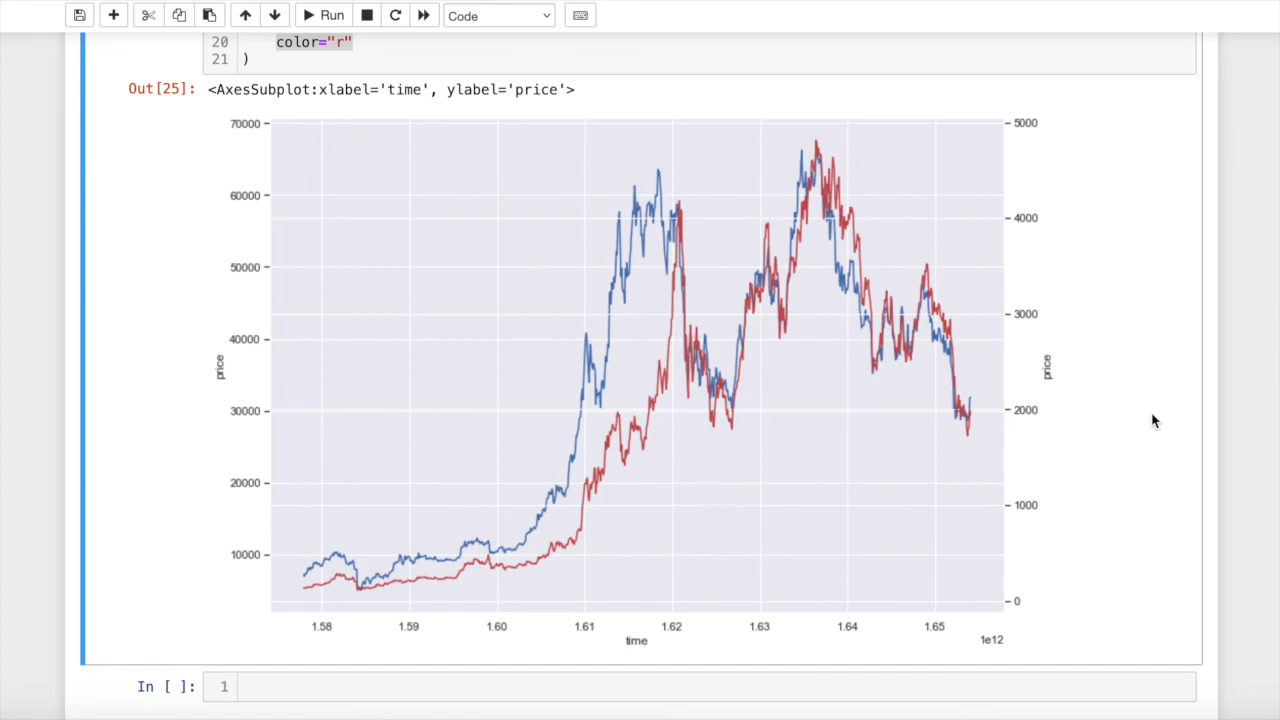 Run
Code
20 color="r"
21 )
Out[25]: <AxesSubplot:xlabel='time', ylabel='price'>
70000
60000
50000
40000
30000
20000
10000
price
5000
4000
3000
2000
1000
0
price
1.58 1.59 1.60 1.61 1.62 1.63 1.64 1.65
time
1e12
In [ ]: 1